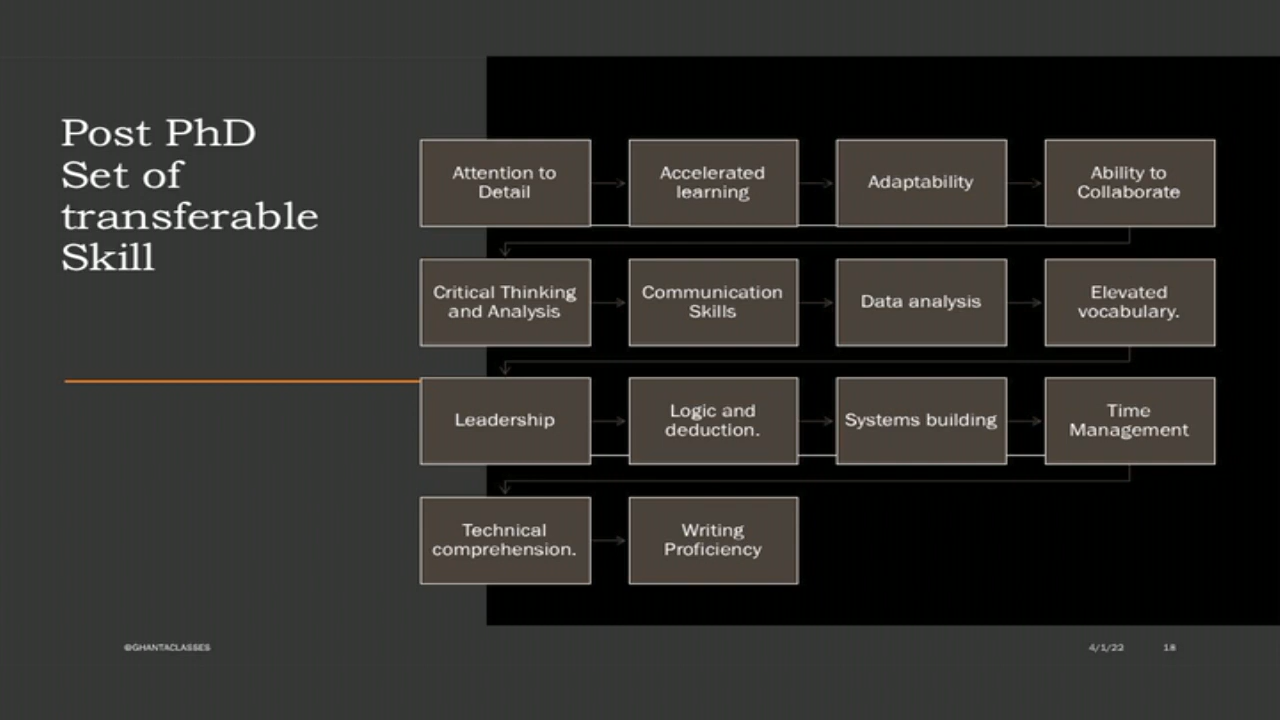 Post PhD
Set of
transferable
Skill
Attention to
Detail
Accelerated
learning
Adaptability
Ability to
Collaborate
Critical Thinking
and Analysis
Communication
Skills
Data analysis
Elevated
vocabulary.
Leadership
Logic and
deduction.
Systems building
Time
Management
Technical
comprehension.
Writing
Proficiency
@GHANTACLASSES
4/1/22
18